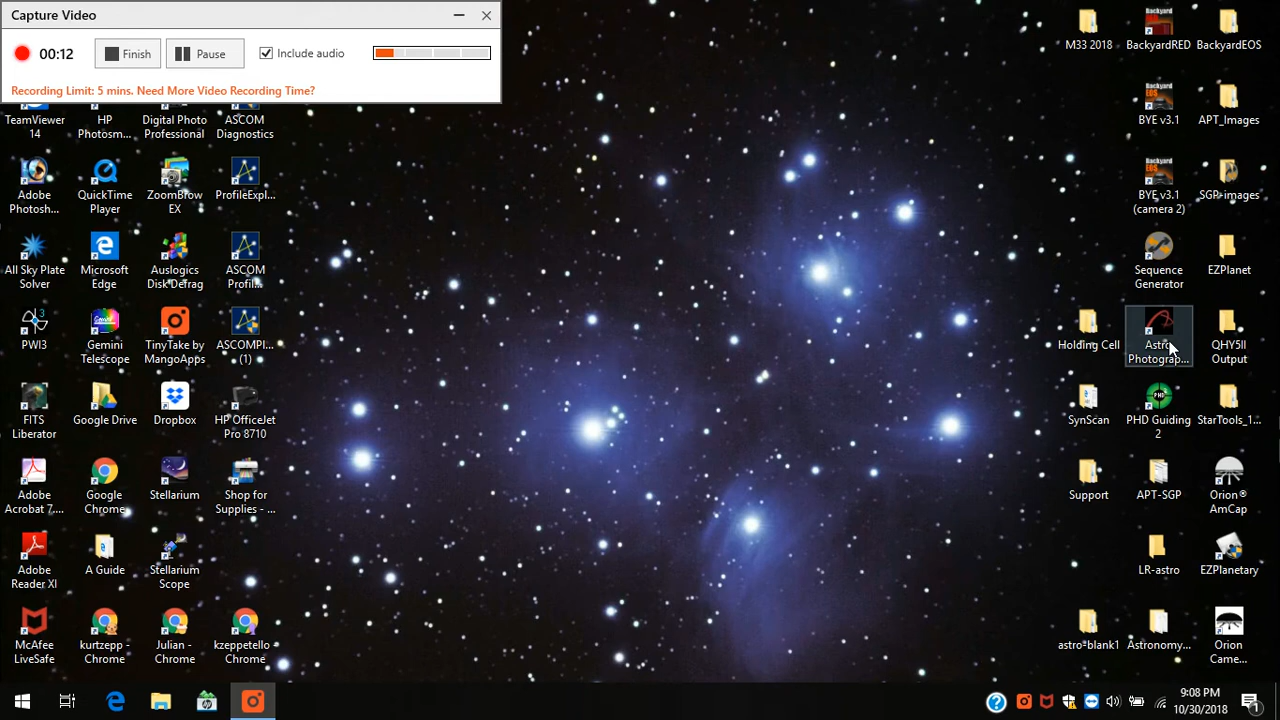 Capture Video
00:12
Finish
Pause
Include audio
Recording Limit: 5 mins. Need More Video Recording Time?
M33 2018
BackyardRED
BackyardEOS
TeamViewer
14
HP
Photosm...
Digital Photo
Professional
ASCOM
Diagnostics
BYE v3.1
APT_Images
Adobe
Photosh...
QuickTime
Player
ZoomBrow
EX
ProfileExpl...
BYE v3.1
(camera 2)
SGP-images
All Sky Plate
Solver
Microsoft
Edge
Auslogics
Disk Defrag
ASCOM
Profil...
Sequence
Generator
EZPlanet
PWI3
Gemini
Telescope
TinyTake by
MangoApps
ASCOMPl...
(1)
Holding Cell
Astro
Photograp...
QHY5II
Output
FITS
Liberator
Google Drive
Dropbox
HP OfficeJet
Pro 8710
SynScan
PHD Guiding
2
StarTools_1...
Adobe
Acrobat 7....
Google
Chrome
Stellarium
Shop for
Supplies - ...
Support
APT-SGP
Orion®
AmCap
Adobe
Reader XI
A Guide
Stellarium
Scope
LR-astro
EZPlanetary
McAfee
LiveSafe
kurtzepp -
Chrome
Julian -
Chrome
kzeppetello -
Chrome
astro-blank1
Astronomy...
Orion
Came...
9:08 PM
10/30/2018